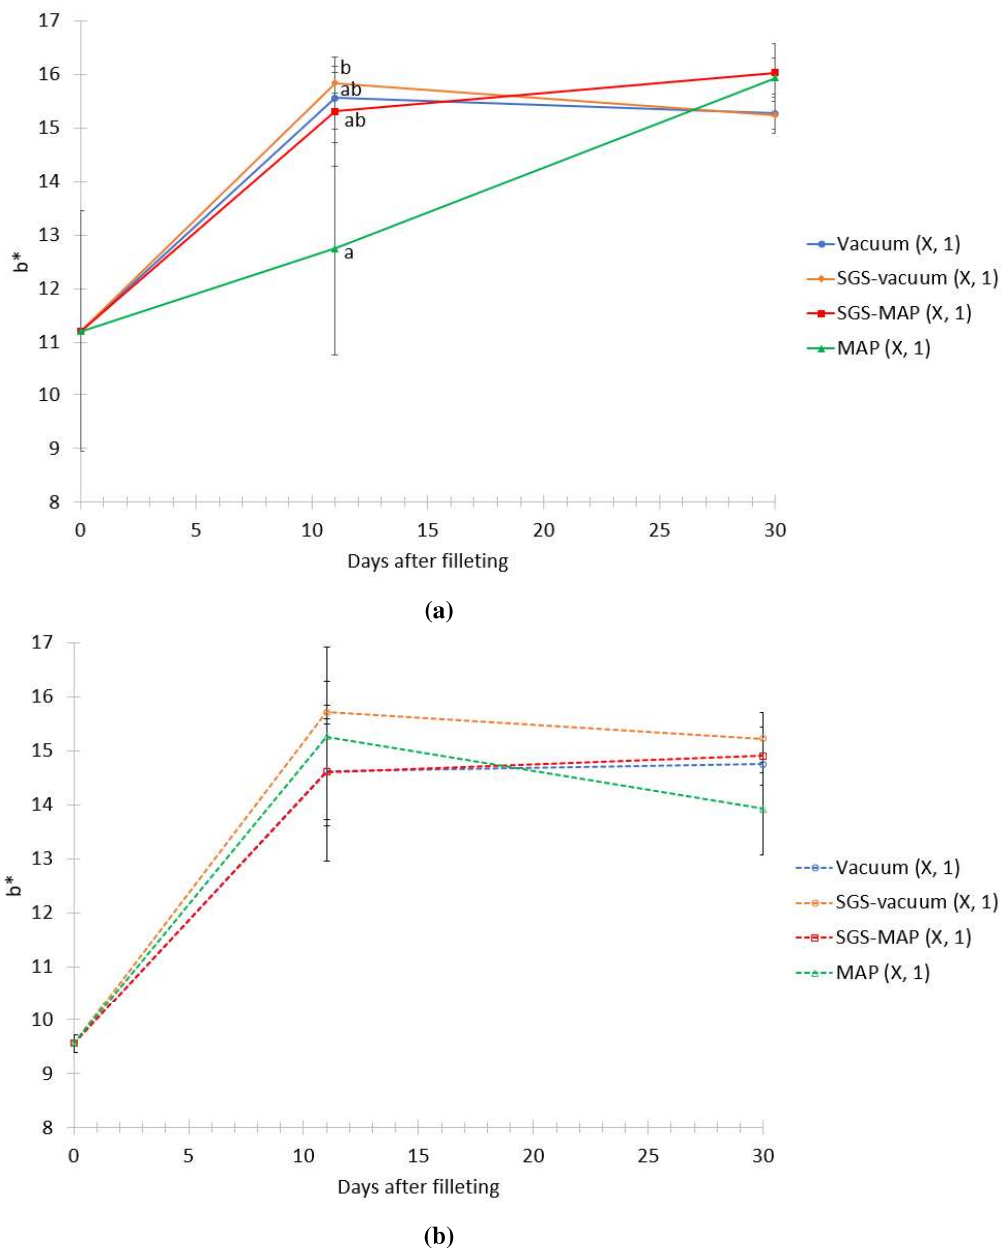 17
16
15
14
13
12
11
10
9
8
b*
b
ab
ab
a
0 5 10 15 20 25 30
Days after filleting
Vacuum (X, 1)
SGS-vacuum (X, 1)
SGS-MAP (X, 1)
MAP (X, 1)
(a)
17
16
15
14
13
12
11
10
9
8
b*
0 5 10 15 20 25 30
Days after filleting
Vacuum (X, 1)
SGS-vacuum (X, 1)
SGS-MAP (X, 1)
MAP (X, 1)
(b)